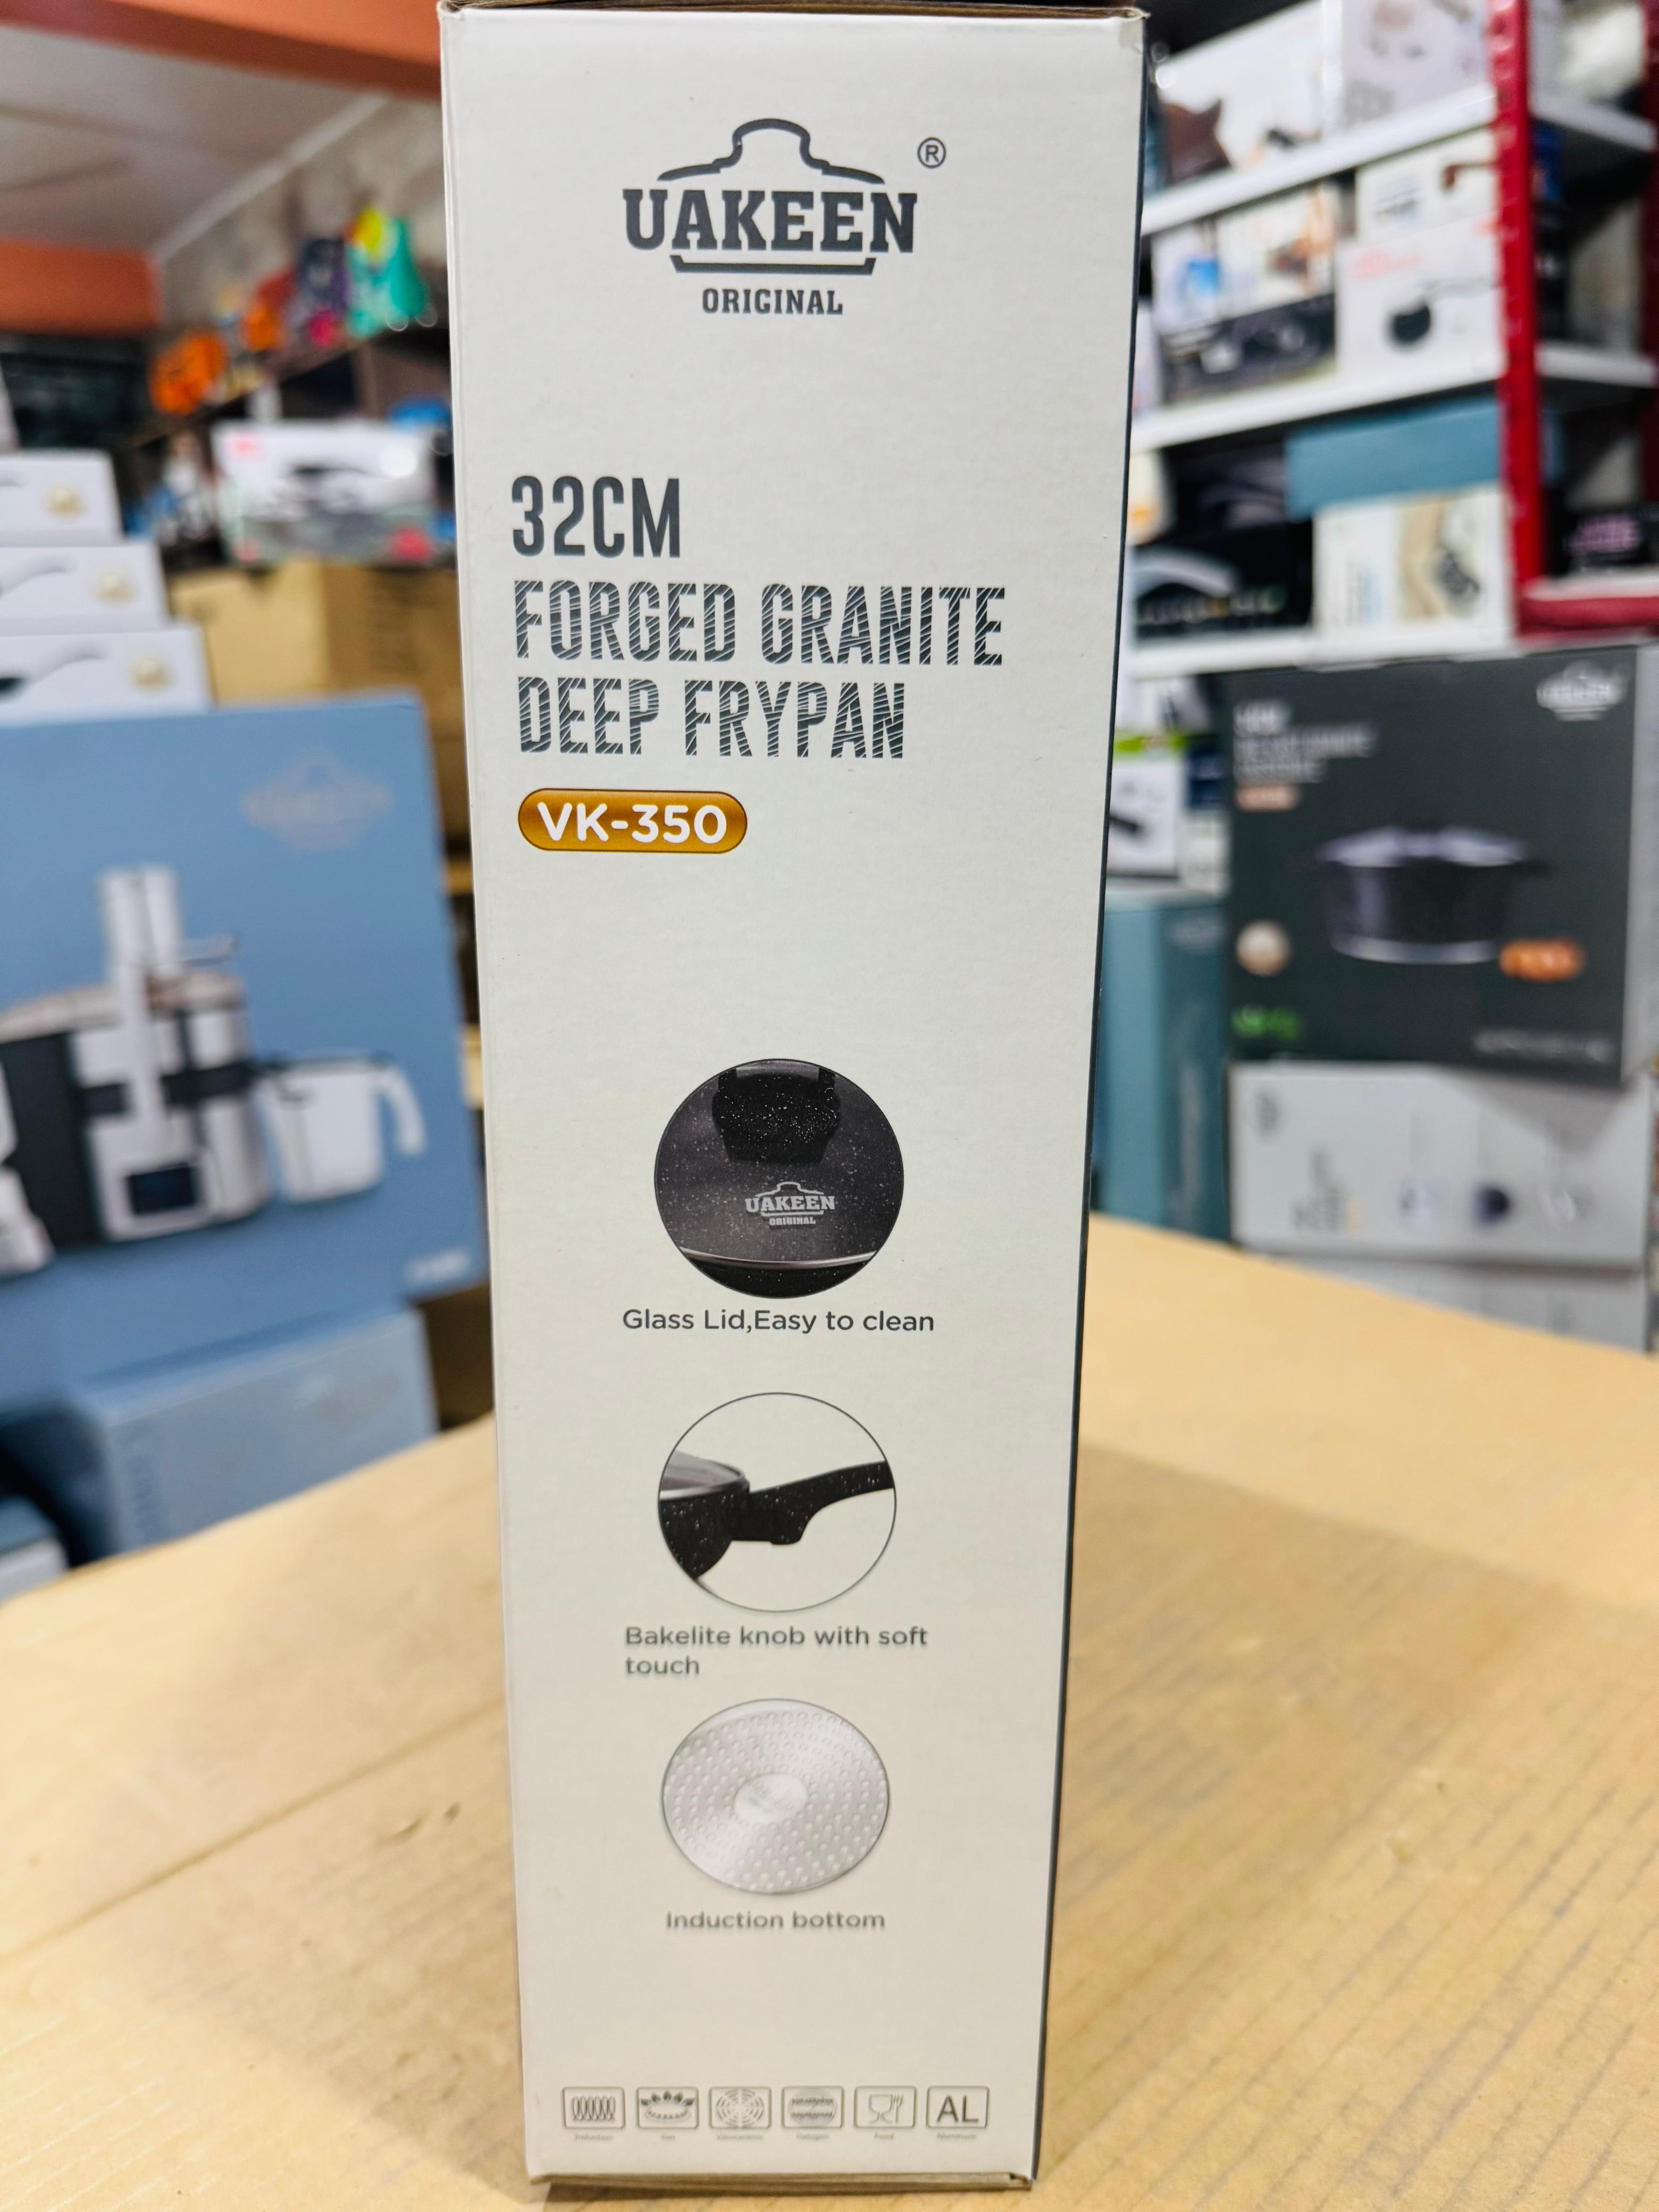 UAKEEN
®
ORIGINAL
32CM
FORGED GRANITE
DEEP FRYPAN
VK-350
UAKEEN
ORIGINAL
Glass Lid,Easy to clean
Bakelite knob with soft
touch
Induction bottom
AL